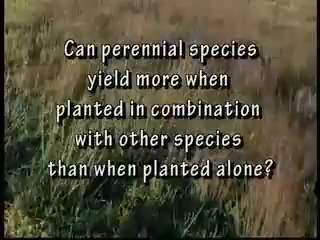 Can perennial species
yield more when
planted in combination
with other species
than when planted alone?